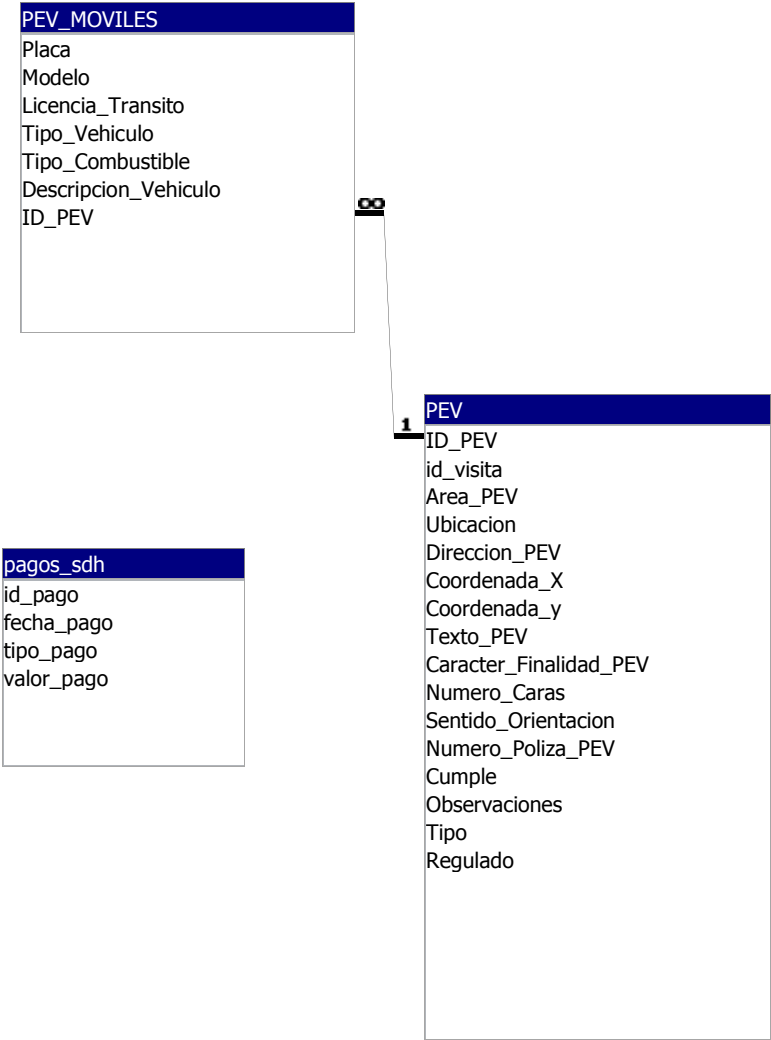 PEV_MOVILES
Placa
Modelo
Licencia_Transito
Tipo_Vehiculo
Tipo_Combustible
Descripcion_Vehiculo
ID_PEV
∞
1
PEV
ID_PEV
id_visita
Area_PEV
Ubicacion
Direccion_PEV
Coordenada_X
Coordenada_y
Texto_PEV
Caracter_Finalidad_PEV
Numero_Caras
Sentido_Orientacion
Numero_Poliza_PEV
Cumple
Observaciones
Tipo
Regulado
pagos_sdh
id_pago
fecha_pago
tipo_pago
valor_pago